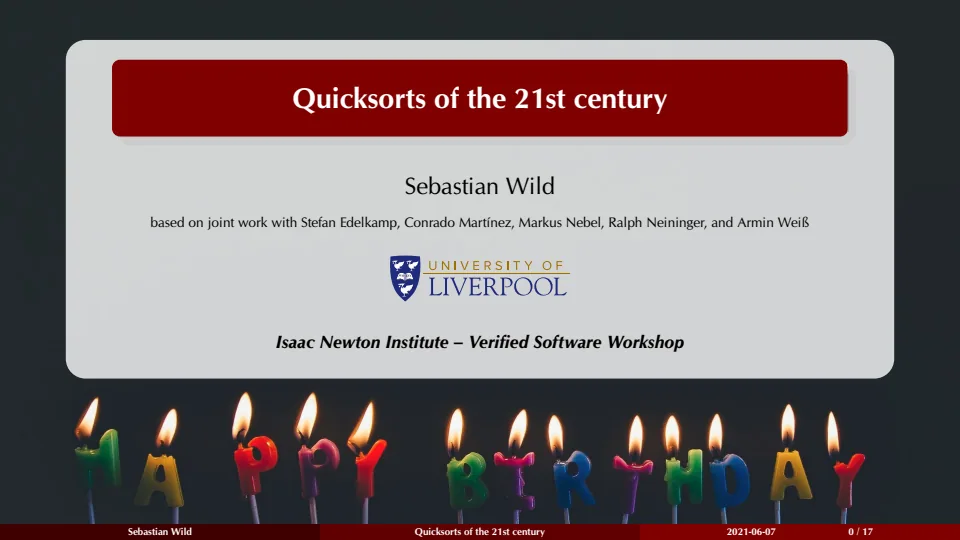 Quicksorts of the 21st century
Sebastian Wild
based on joint work with Stefan Edelkamp, Conrado Martínez, Markus Nebel, Ralph Neininger, and Armin Weiß
UNIVERSITY OF
LIVERPOOL
Isaac Newton Institute – Verified Software Workshop
HAPPY BIRTHDAY
Sebastian Wild Quicksorts of the 21st century 2021-06-07 0 / 17